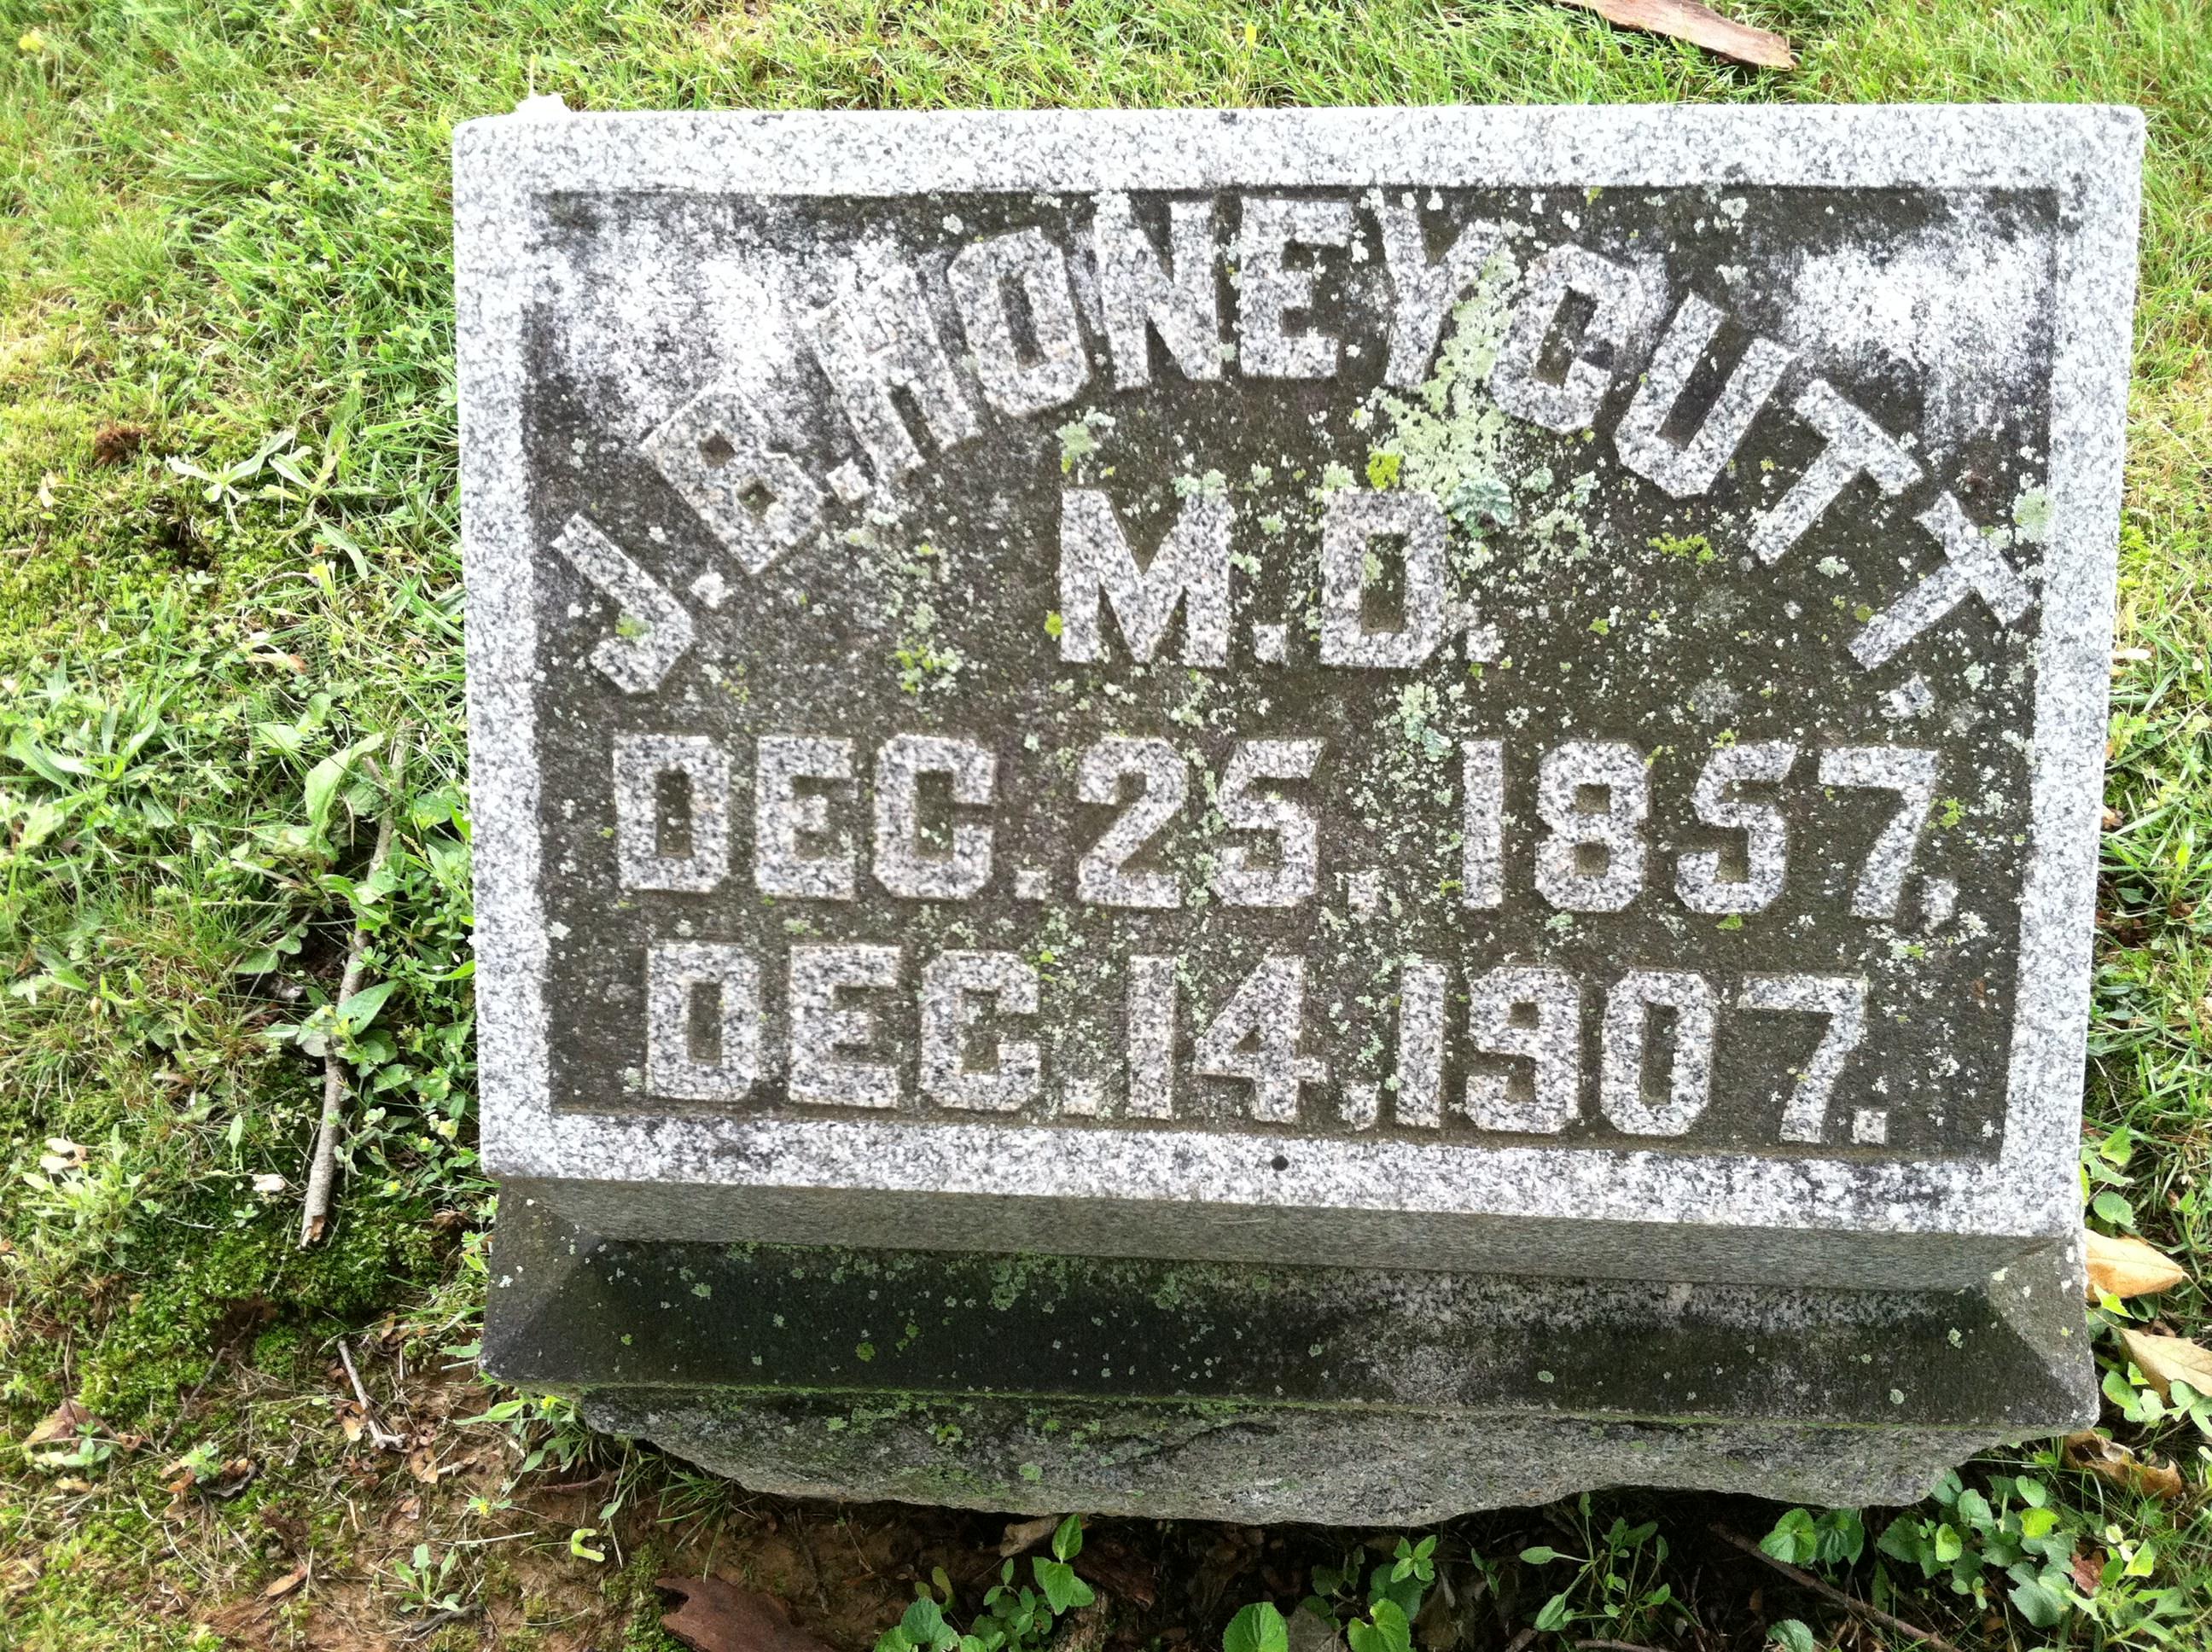 J.B.HONEYCUTT.
M.D.
DEC.25, 1857,
DEC.14,1907.